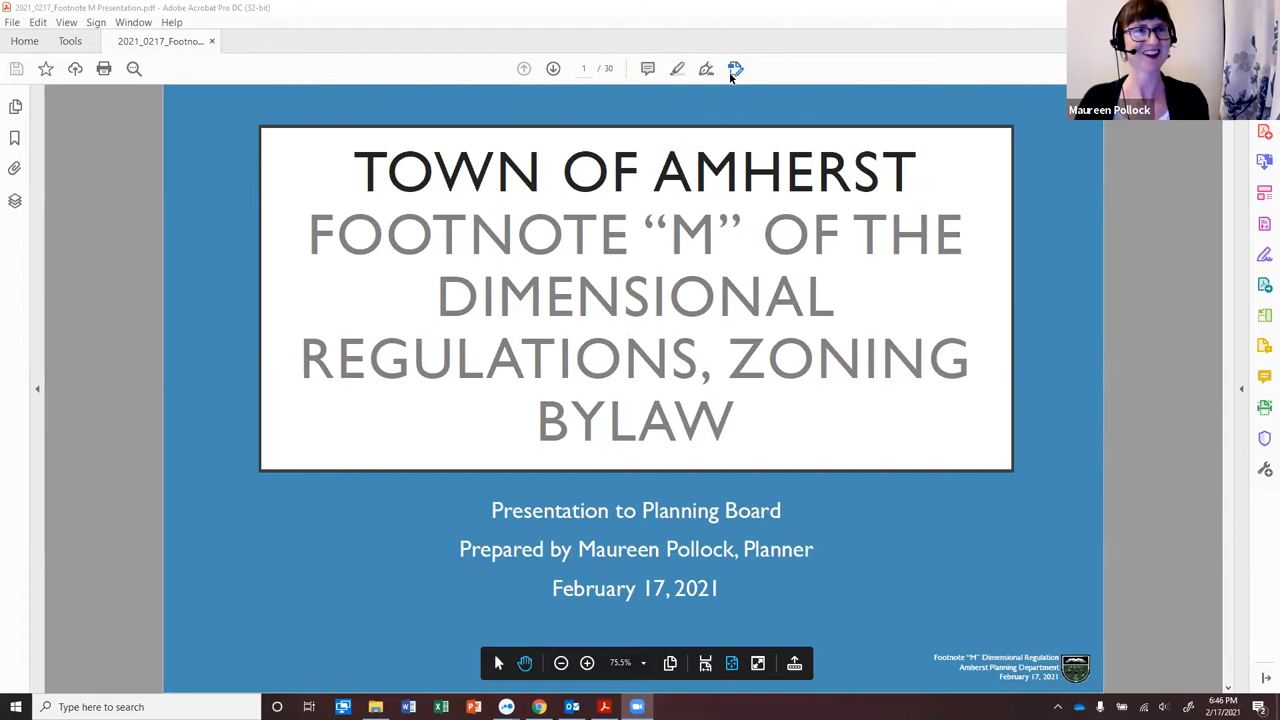 2021_0217_Footnote M Presentation.pdf - Adobe Acrobat Pro DC (32-bit)
File Edit View Sign Window Help
Home Tools 2021_0217_Footno... ×
1 / 30
Maureen Pollock
TOWN OF AMHERST
FOOTNOTE “M” OF THE
DIMENSIONAL
REGULATIONS, ZONING
BYLAW
Presentation to Planning Board
Prepared by Maureen Pollock, Planner
February 17, 2021
75.5%
Footnote “M” Dimensional Regulation
Amherst Planning Department
February 17, 2021
Type here to search
6:46 PM
2/17/2021